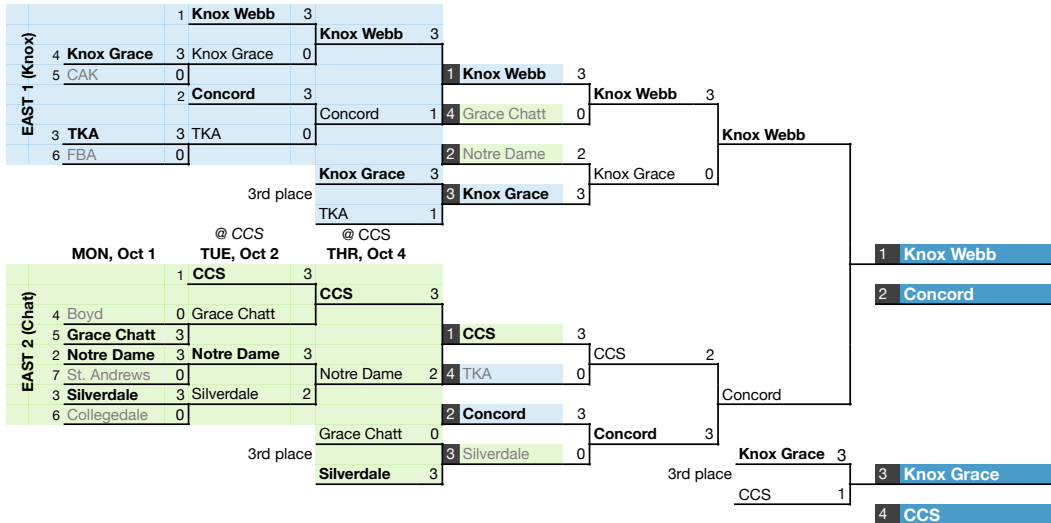 EAST 1 (Knox)
1 Knox Webb 3
Knox Webb 3
4 Knox Grace 3 Knox Grace 0
5 CAK 0
1 Knox Webb 3
2 Concord 3
Knox Webb 3
Concord 1 4 Grace Chatt 0
3 TKA 3 TKA 0
Knox Webb
6 FBA 0
2 Notre Dame 2
Knox Grace 3
Knox Grace 0
3rd place
3 Knox Grace 3
TKA 1
@ CCS @ CCS
MON, Oct 1 TUE, Oct 2 THR, Oct 4
1 Knox Webb
EAST 2 (Chat)
1 CCS 3
CCS 3
2 Concord
4 Boyd 0 Grace Chatt
5 Grace Chatt 3
1 CCS 3
2 Notre Dame 3 Notre Dame 3
CCS 2
7 St. Andrews 0
Notre Dame 2 4 TKA 0
3 Silverdale 3 Silverdale 2
Concord
6 Collegedale 0
2 Concord 3
Grace Chatt 0
Concord 3
3rd place
3 Silverdale 0
Knox Grace 3
Silverdale 3
3rd place
3 Knox Grace
CCS 1
4 CCS